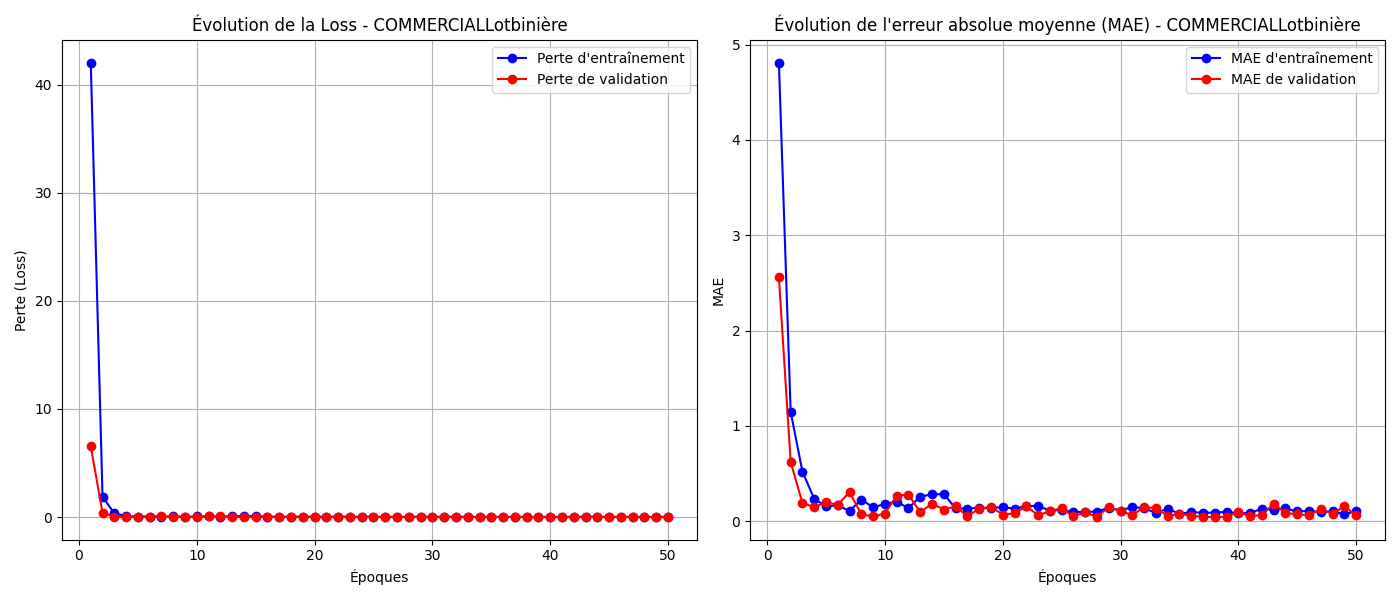 Évolution de la Loss - COMMERCIALLotbinière
Perte d'entraînement
Perte de validation
Perte (Loss)
40
30
20
10
0
0 10 20 30 40 50
Époques
Évolution de l'erreur absolue moyenne (MAE) - COMMERCIALLotbinière
MAE d'entraînement
MAE de validation
MAE
5
4
3
2
1
0
0 10 20 30 40 50
Époques